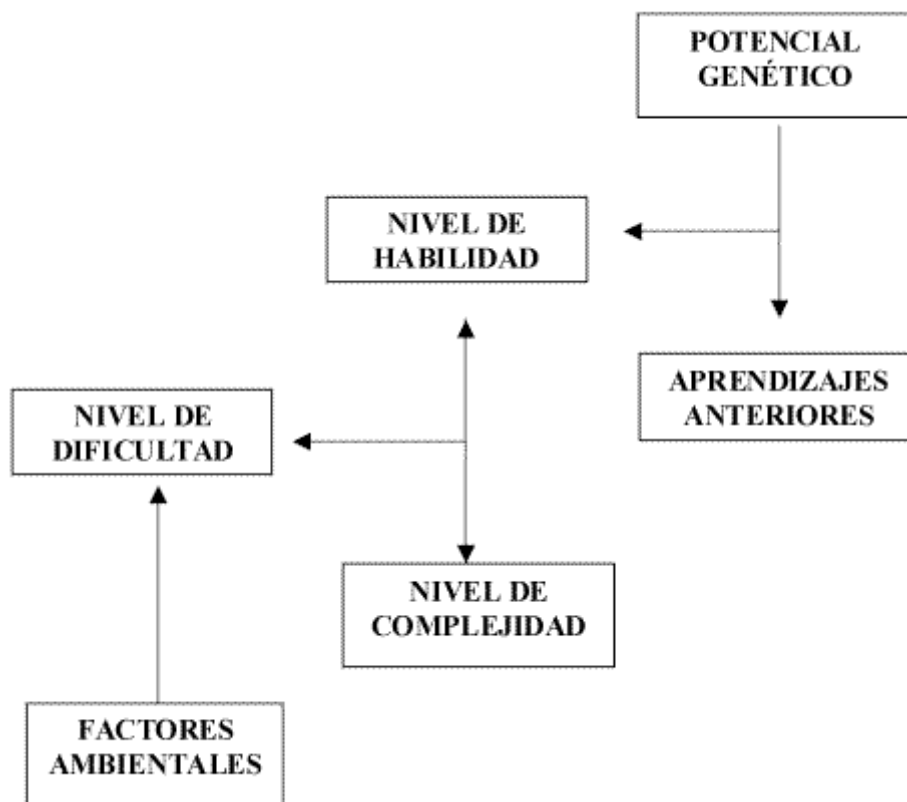 POTENCIAL
GENÉTICO
NIVEL DE
HABILIDAD
APRENDIZAJES
ANTERIORES
NIVEL DE
DIFICULTAD
NIVEL DE
COMPLEJIDAD
FACTORES
AMBIENTALES